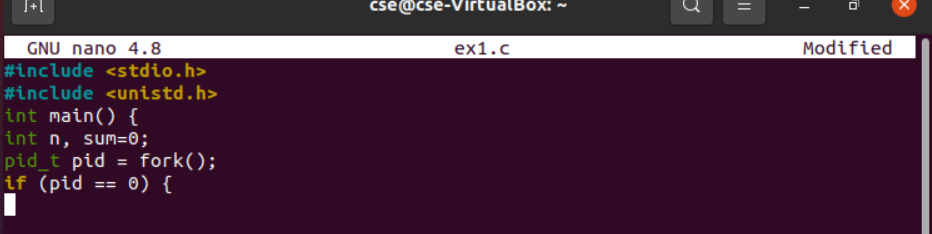 cse@cse-VirtualBox: ~
GNU nano 4.8 ex1.c Modified
#include <stdio.h>
#include <unistd.h>
int main() {
int n, sum=0;
pid_t pid = fork();
if (pid == 0) {